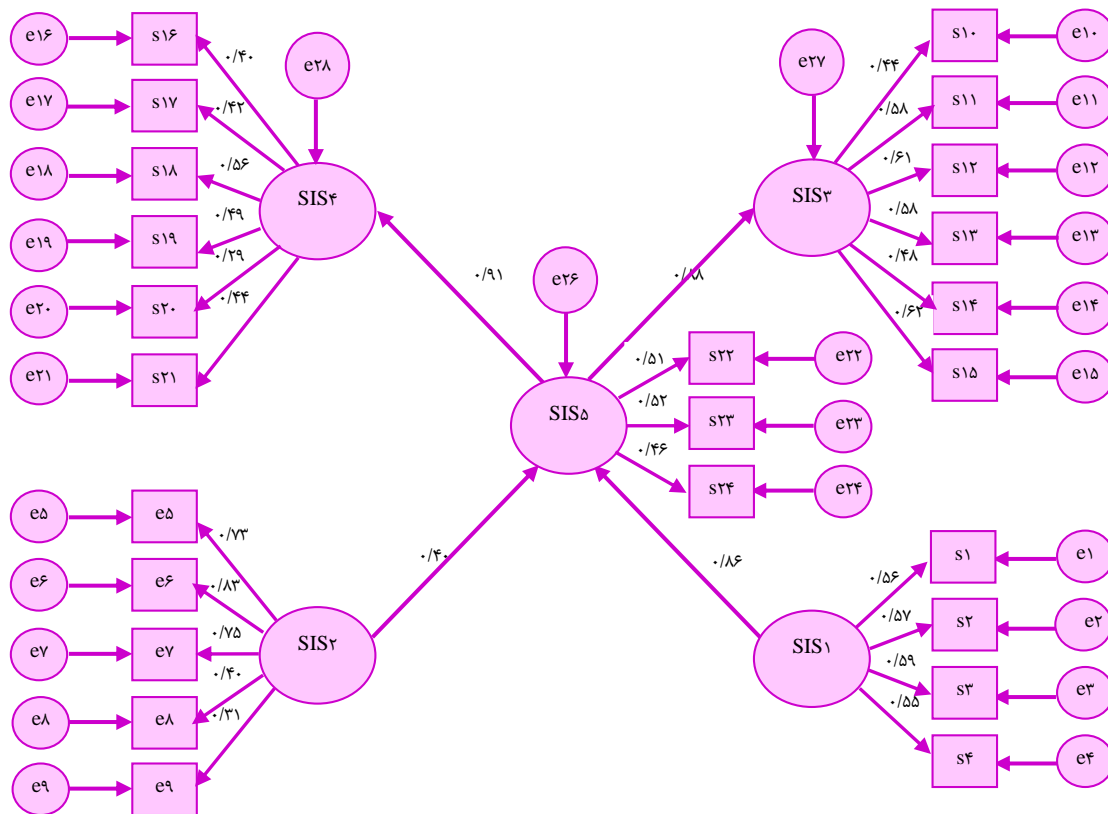 e۱۶
s۱۶
e۱۷
s۱۷
e۱۸
s۱۸
e۱۹
s۱۹
e۲۰
s۲۰
e۲۱
s۲۱
۰/۴۰
۰/۴۲
۰/۵۶
۰/۴۹
۰/۲۹
۰/۴۴
e۲۸
SIS۴
۰/۹۱
e۲۷
SIS۳
۰/۸۸
۰/۴۴
۰/۵۸
۰/۶۱
۰/۵۸
۰/۴۸
۰/۶۲
s۱۰
e۱۰
s۱۱
e۱۱
s۱۲
e۱۲
s۱۳
e۱۳
s۱۴
e۱۴
s۱۵
e۱۵
e۲۶
SIS۵
۰/۵۱
۰/۵۲
۰/۴۶
s۲۲
e۲۲
s۲۳
e۲۳
s۲۴
e۲۴
e۵
e۵
e۶
e۶
e۷
e۷
e۸
e۸
e۹
e۹
۰/۷۳
۰/۸۳
۰/۷۵
۰/۴۰
۰/۳۱
SIS۲
۰/۴۰
۰/۸۶
SIS۱
۰/۵۶
۰/۵۷
۰/۵۹
۰/۵۵
s۱
e۱
s۲
e۲
s۳
e۳
s۴
e۴